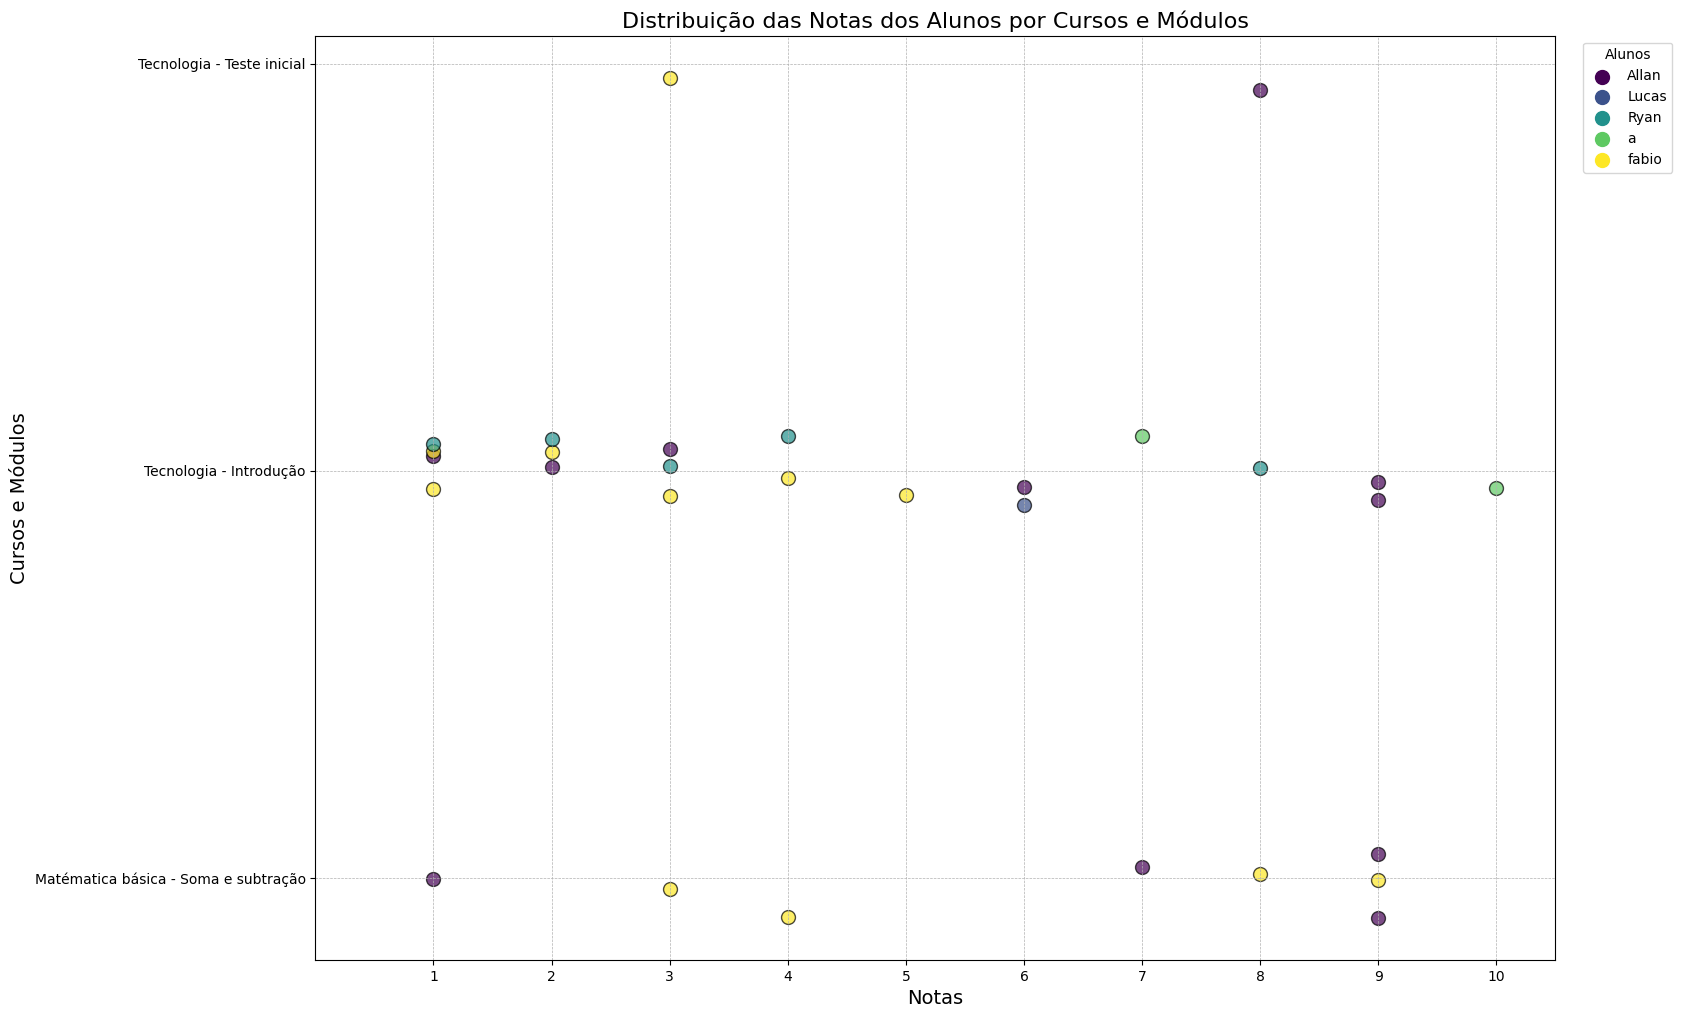 Distribuição das Notas dos Alunos por Cursos e Módulos
Tecnologia - Teste inicial
Tecnologia - Introdução
Matématica básica - Soma e subtração
Cursos e Módulos
1 2 3 4 5 6 7 8 9 10
Notas
Alunos
Allan
Lucas
Ryan
a
fabio